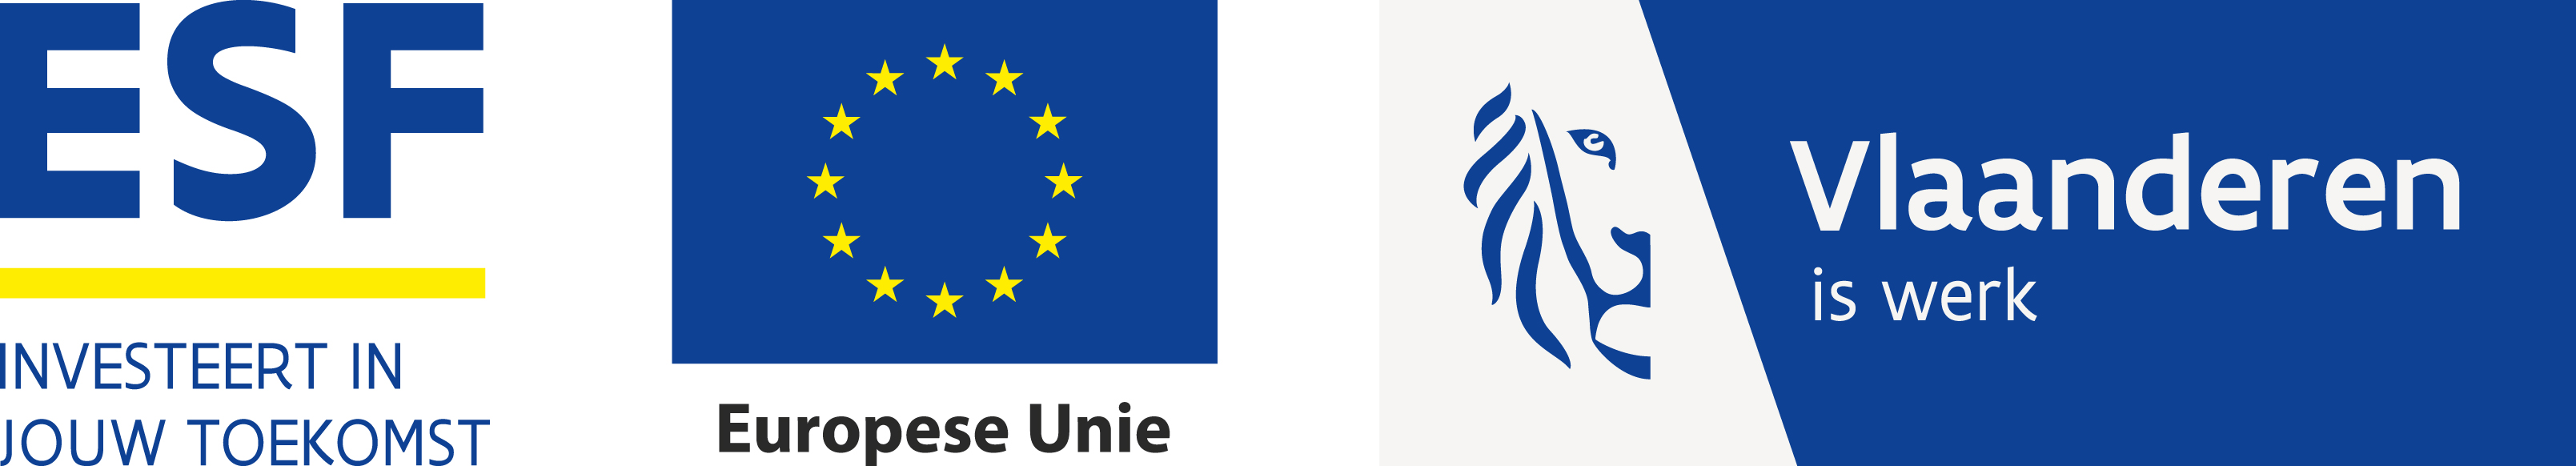 ESF
INVESTEERT IN
JOUW TOEKOMST
Europese Unie
Vlaanderen
is werk